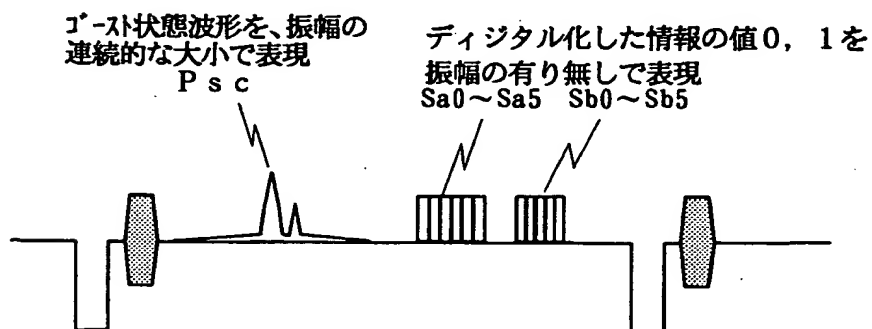 ゴースト状態波形を、振幅の
連続的な大小で表現
Psc
ディジタル化した情報の値0, 1を
振幅の有り無しで表現
Sa0～Sa5 Sb0～Sb5